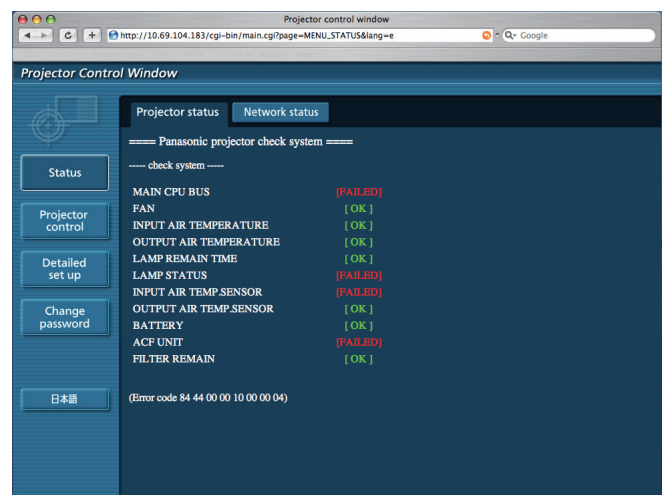 Projector control window
http://10.69.104.183/cgi-bin/main.cgi?page=MENU_STATUS&lang=e
Google
Projector Control Window
Projector status Network status
==== Panasonic projector check system ====
Status
----- check system -----
MAIN CPU BUS [FAILED]
FAN [ OK ]
Projector control
INPUT AIR TEMPERATURE [ OK ]
OUTPUT AIR TEMPERATURE [ OK ]
LAMP REMAIN TIME [ OK ]
Detailed set up
LAMP STATUS [FAILED]
INPUT AIR TEMP.SENSOR [FAILED]
OUTPUT AIR TEMP.SENSOR [ OK ]
Change password
BATTERY [ OK ]
ACF UNIT [FAILED]
FILTER REMAIN [ OK ]
日本語
(Error code 84 44 00 00 10 00 00 04)